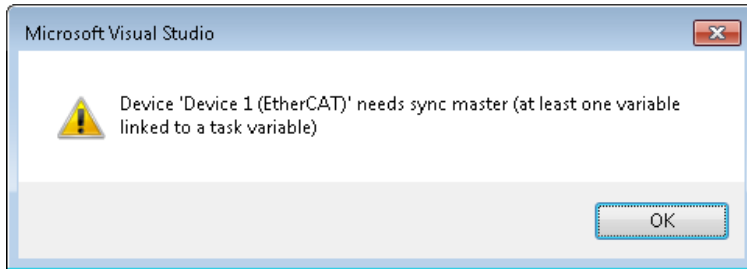 Microsoft Visual Studio
Device 'Device 1 (EtherCAT)' needs sync master (at least one variable
linked to a task variable)
OK